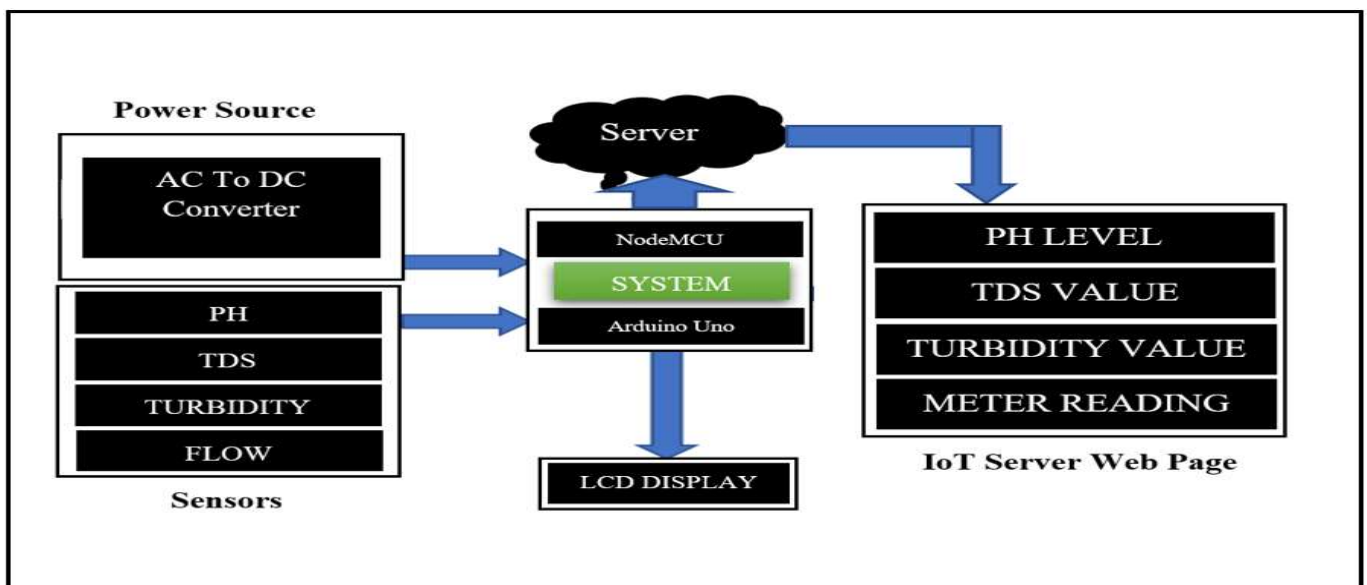 Power Source
AC To DC
Converter
PH
TDS
TURBIDITY
FLOW
Sensors
Server
NodeMCU
SYSTEM
Arduino Uno
LCD DISPLAY
PH LEVEL
TDS VALUE
TURBIDITY VALUE
METER READING
IoT Server Web Page